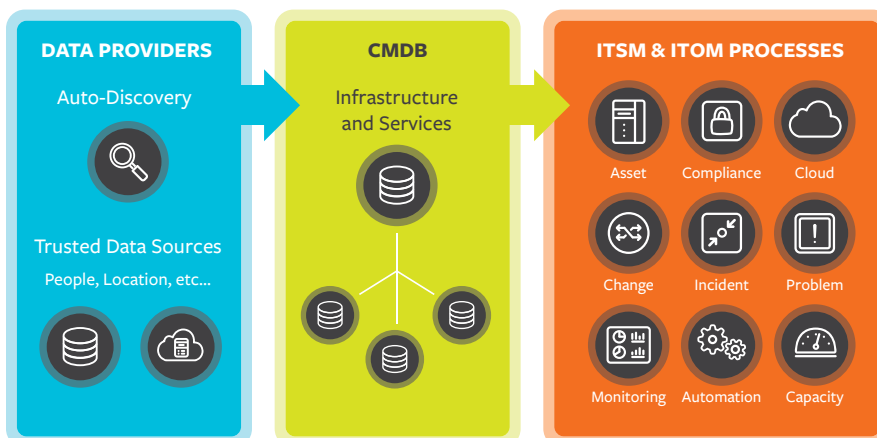 DATA PROVIDERS
Auto-Discovery
Trusted Data Sources
People, Location, etc...
CMDB
Infrastructure
and Services
ITSM & ITOM PROCESSES
Asset
Compliance
Cloud
Change
Incident
Problem
Monitoring
Automation
Capacity